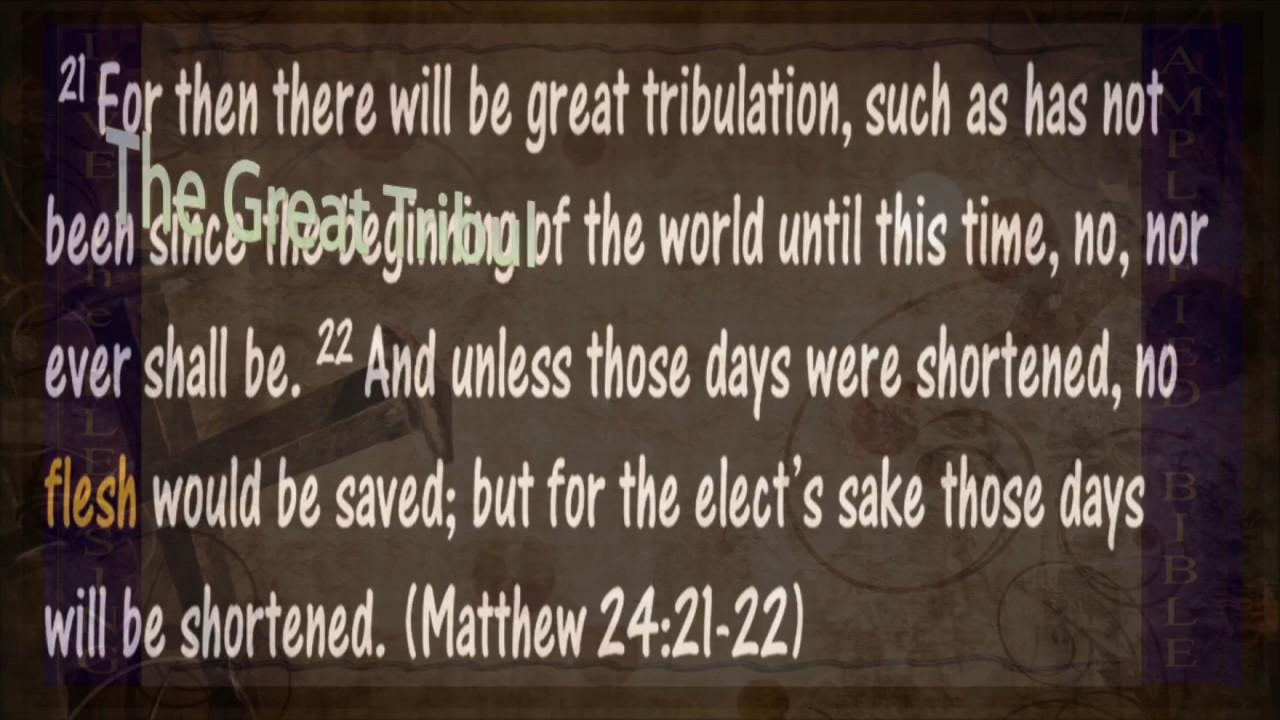 21 For then there will be great tribulation, such as has not
been since the beginning of the world until this time, no, nor
ever shall be. 22 And unless those days were shortened, no
flesh would be saved; but for the elect's sake those days
will be shortened. (Matthew 24:21-22)
The Great Tribul
AMPLIFIED BIBLE